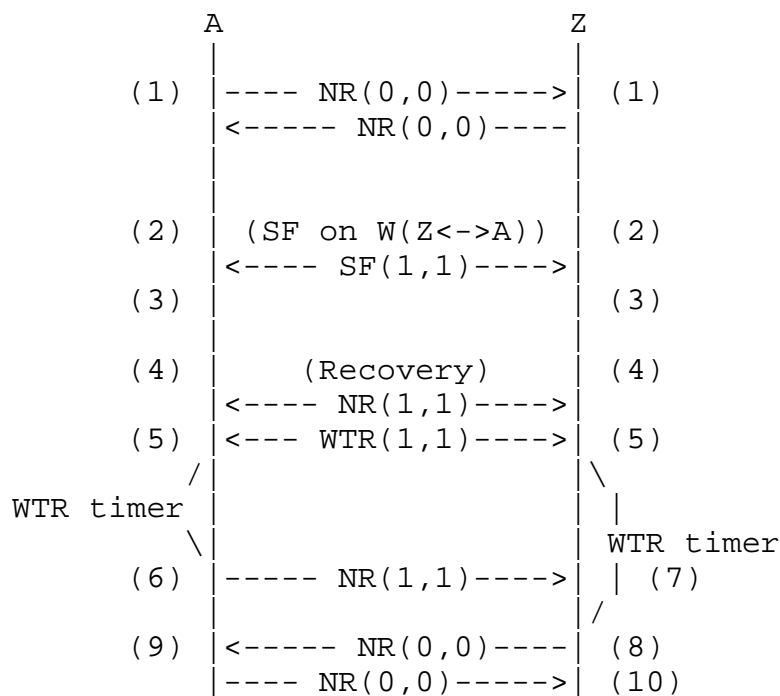 A Z
(1) |---- NR(0,0)----->| (1)
|<----- NR(0,0)----|
(2) | (SF on W(Z<->A)) | (2)
|<---- SF(1,1)---->|
(3) | | (3)
(4) | (Recovery) | (4)
|<---- NR(1,1)---->|
(5) |<--- WTR(1,1)---->| (5)
/| |\
WTR timer | | |
\| | WTR timer
(6) |----- NR(1,1)---->| | (7)
| | /
(9) |<----- NR(0,0)----| (8)
|---- NR(0,0)----->| (10)